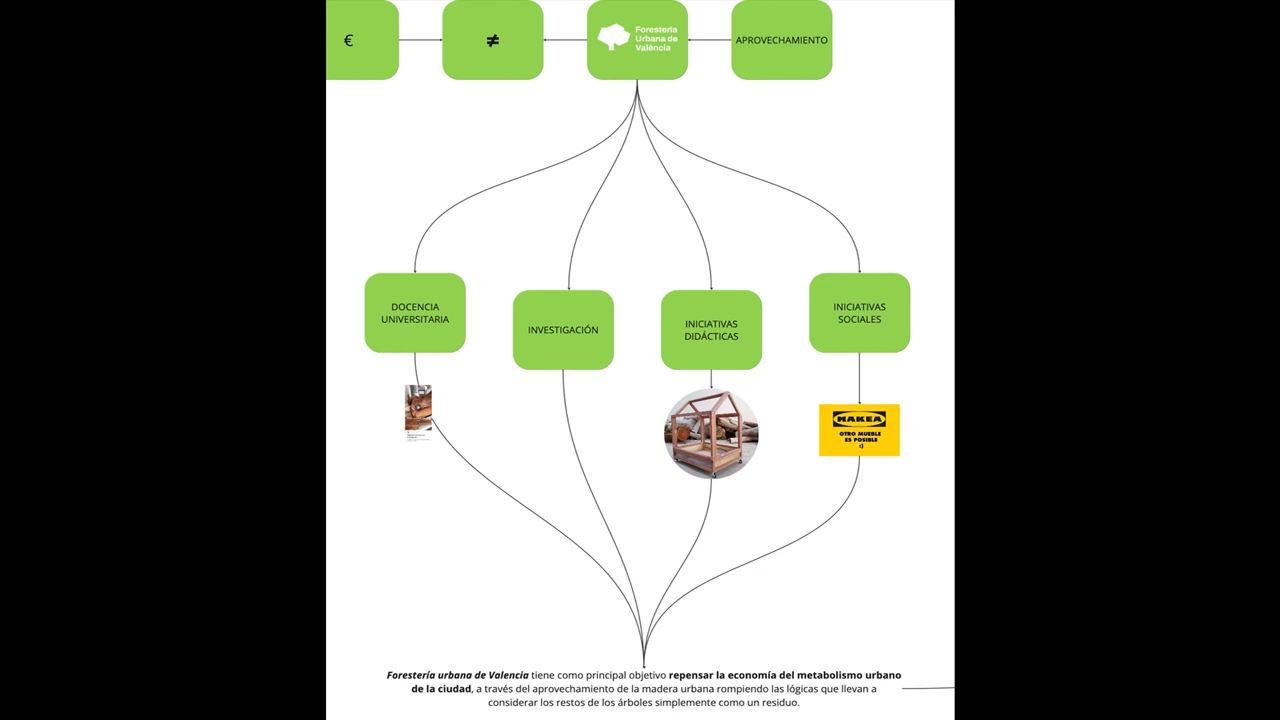 €
≠
Forestería
Urbana de
València
APROVECHAMIENTO
DOCENCIA
UNIVERSITARIA
INVESTIGACIÓN
INICIATIVAS
DIDÁCTICAS
INICIATIVAS
SOCIALES
MAKEA
OTRO MUEBLE
ES POSIBLE
:)
Forestería urbana de Valencia tiene como principal objetivo repensar la economía del metabolismo urbano
de la ciudad, a través del aprovechamiento de la madera urbana rompiendo las lógicas que llevan a
considerar los restos de los árboles simplemente como un residuo.